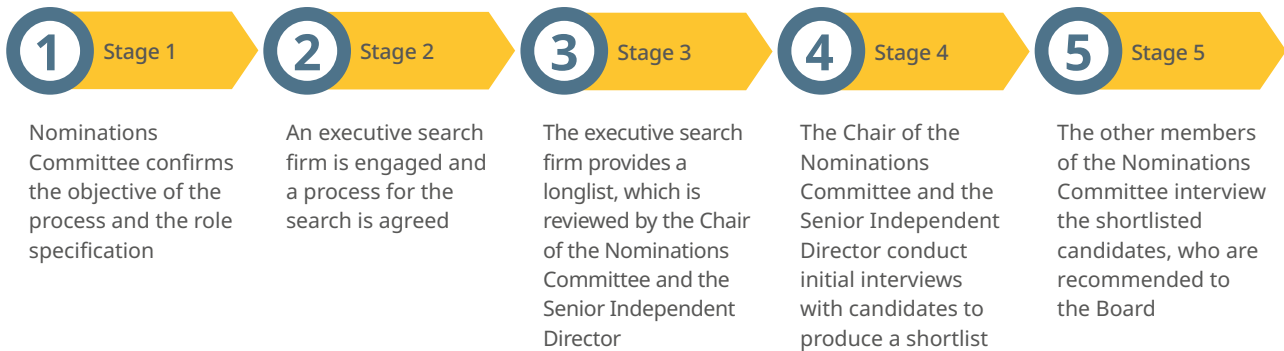 1 Stage 1
Nominations
Committee confirms
the objective of the
process and the role
specification
2 Stage 2
An executive search
firm is engaged and
a process for the
search is agreed
3 Stage 3
The executive search
firm provides a
longlist, which is
reviewed by the Chair
of the Nominations
Committee and the
Senior Independent
Director
4 Stage 4
The Chair of the
Nominations
Committee and the
Senior Independent
Director conduct
initial interviews
with candidates to
produce a shortlist
5 Stage 5
The other members
of the Nominations
Committee interview
the shortlisted
candidates, who are
recommended to
the Board